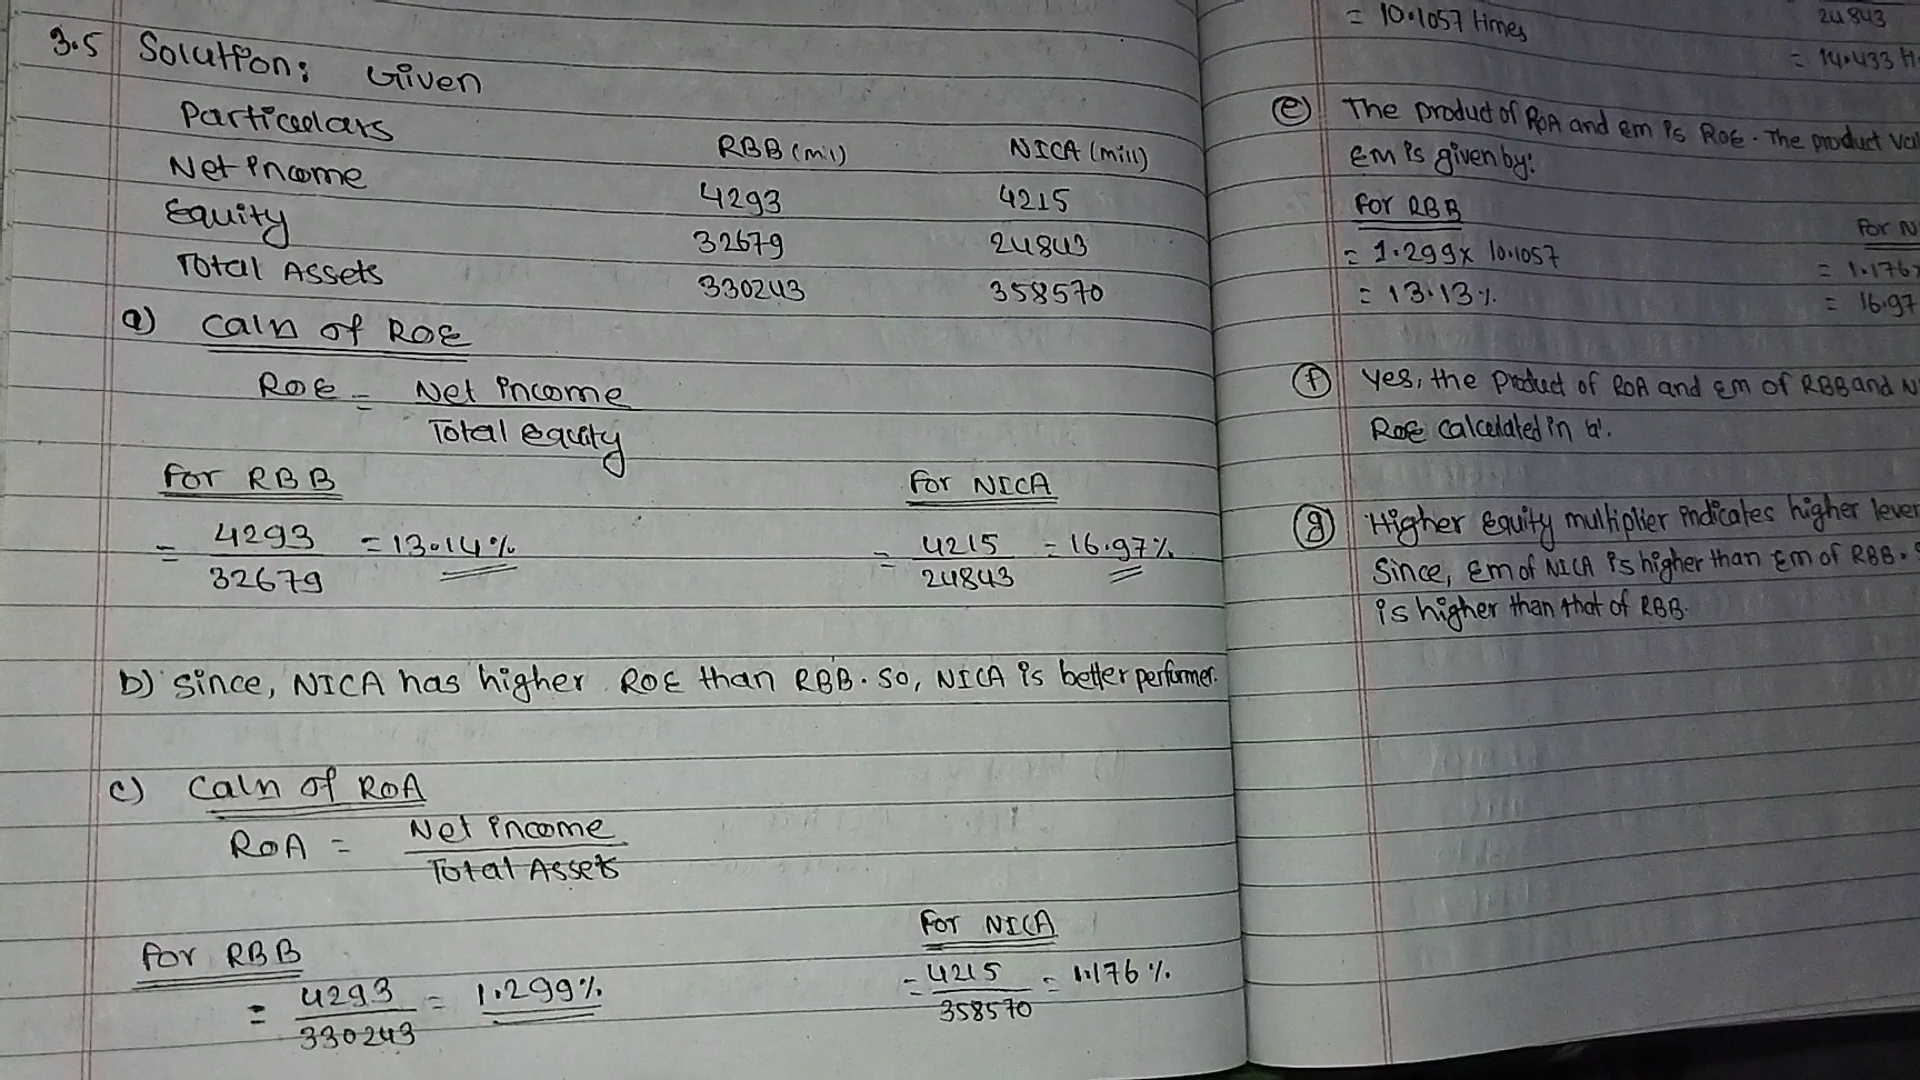 3.5 Solution: Given
Particulars RBB (mil) NICA (mill)
Net income 4293 4215
Equity 32679 24843
Total Assets 330243 358570
a) Caln of ROE
ROE = Net income
Total equity
For RBB For NICA
= 4293 = 13.14% = 4215 = 16.97%
32679 24843
b) Since, NICA has higher ROE than RBB. So, NICA is better performer.
c) Caln of ROA
ROA = Net income
Total Assets
For RBB For NICA
= 4293 = 1.299% = 4215 = 1.176%
330243 358570
= 10.1057 times 24843
= 14.433
e) The product of ROA and em is ROE. The product
em is given by:
For RBB For N
= 1.299x 10.1057 = 1.176x
= 13.13% = 16.97
f) Yes, the product of ROA and Em of RBB and N
ROE calculated in 'a'.
g) Higher Equity multiplier indicates higher lever
Since, Em of NICA is higher than Em of RBB.
is higher than that of RBB.